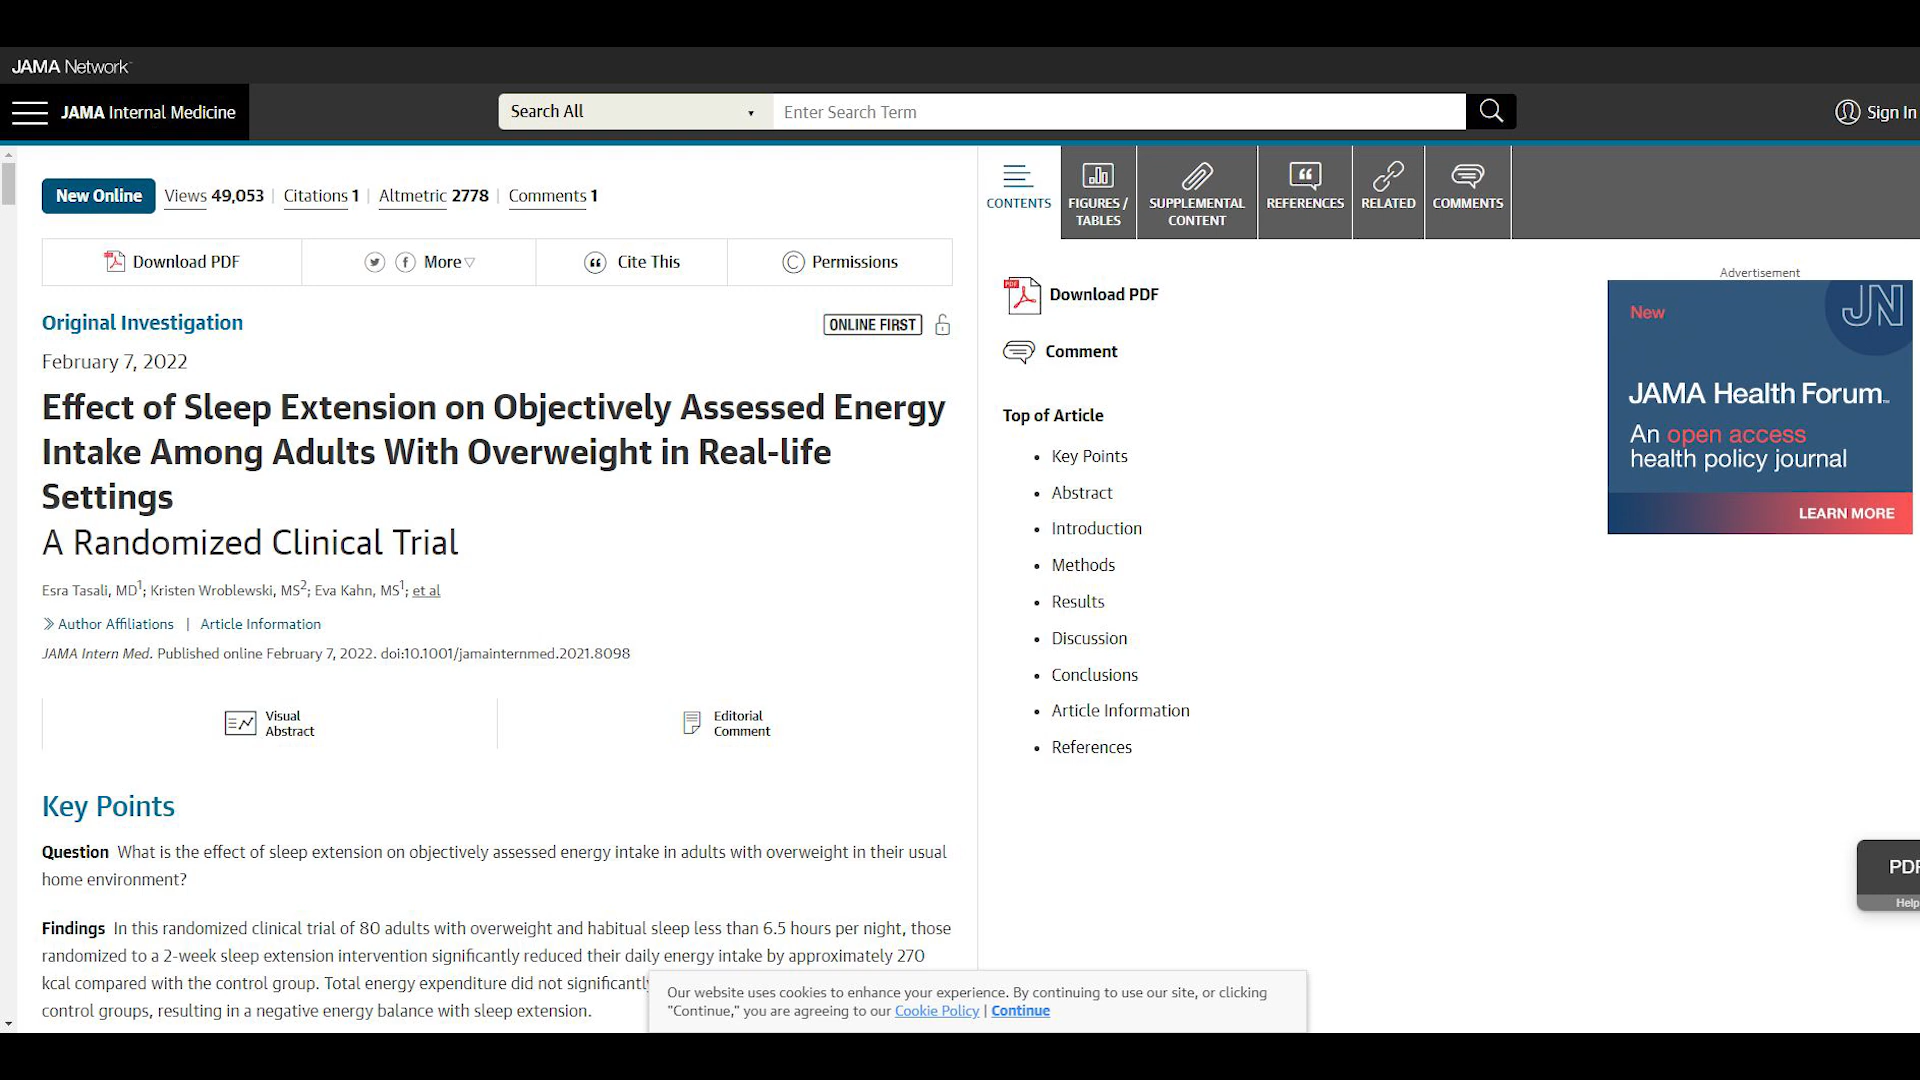 JAMA Network
JAMA Internal Medicine
Search All
Enter Search Term
Sign In
New Online Views 49,053 | Citations 1 | Altmetric 2778 | Comments 1
Download PDF
More
Cite This
Permissions
Original Investigation
ONLINE FIRST
February 7, 2022
Effect of Sleep Extension on Objectively Assessed Energy
Intake Among Adults With Overweight in Real-life
Settings
A Randomized Clinical Trial
Esra Tasali, MD1; Kristen Wroblewski, MS2; Eva Kahn, MS1; et al
Author Affiliations | Article Information
JAMA Intern Med. Published online February 7, 2022. doi:10.1001/jamainternmed.2021.8098
Visual
Abstract
Editorial
Comment
Key Points
Question What is the effect of sleep extension on objectively assessed energy intake in adults with overweight in their usual
home environment?
Findings In this randomized clinical trial of 80 adults with overweight and habitual sleep less than 6.5 hours per night, those
randomized to a 2-week sleep extension intervention significantly reduced their daily energy intake by approximately 270
kcal compared with the control group. Total energy expenditure did not significantly
control groups, resulting in a negative energy balance with sleep extension.
CONTENTS
FIGURES /
TABLES
SUPPLEMENTAL
CONTENT
REFERENCES
RELATED
COMMENTS
PDF
Download PDF
Comment
Top of Article
• Key Points
• Abstract
• Introduction
• Methods
• Results
• Discussion
• Conclusions
• Article Information
• References
Advertisement
New
JN
JAMA Health Forum
An open access
health policy journal
LEARN MORE
PDF
Help
Our website uses cookies to enhance your experience. By continuing to use our site, or clicking
"Continue," you are agreeing to our Cookie Policy | Continue